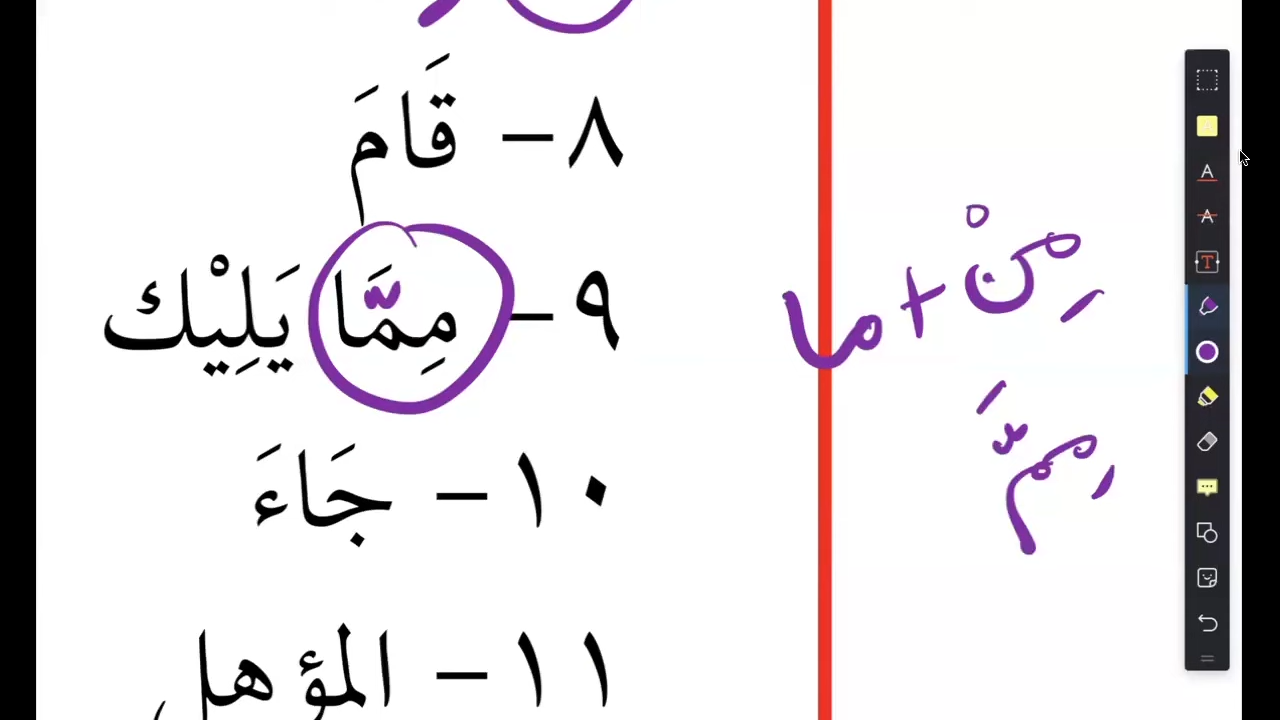 ٨- قَامَ
٩- مِمَّا يَلِيْك
١٠- جَاءَ
١١- المؤهل
مِنْ + ما
مِمَّ